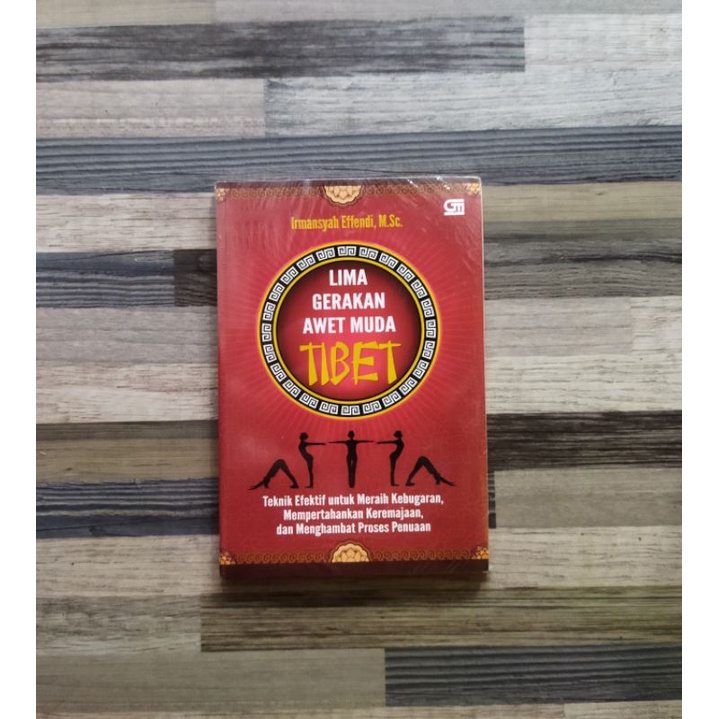 Irmansyah Effendi, M.Sc.
GM
LIMA
GERAKAN
AWET MUDA
TIBET
Teknik Efektif untuk Meraih Kebugaran,
Mempertahankan Keremajaan,
dan Menghambat Proses Penuaan